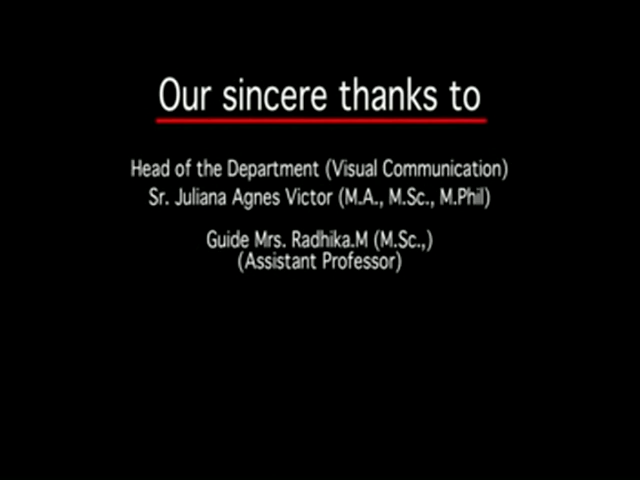 Our sincere thanks to
Head of the Department (Visual Communication)
Sr. Juliana Agnes Victor (M.A., M.Sc., M.Phil)
Guide Mrs. Radhika.M (M.Sc.,)
(Assistant Professor)